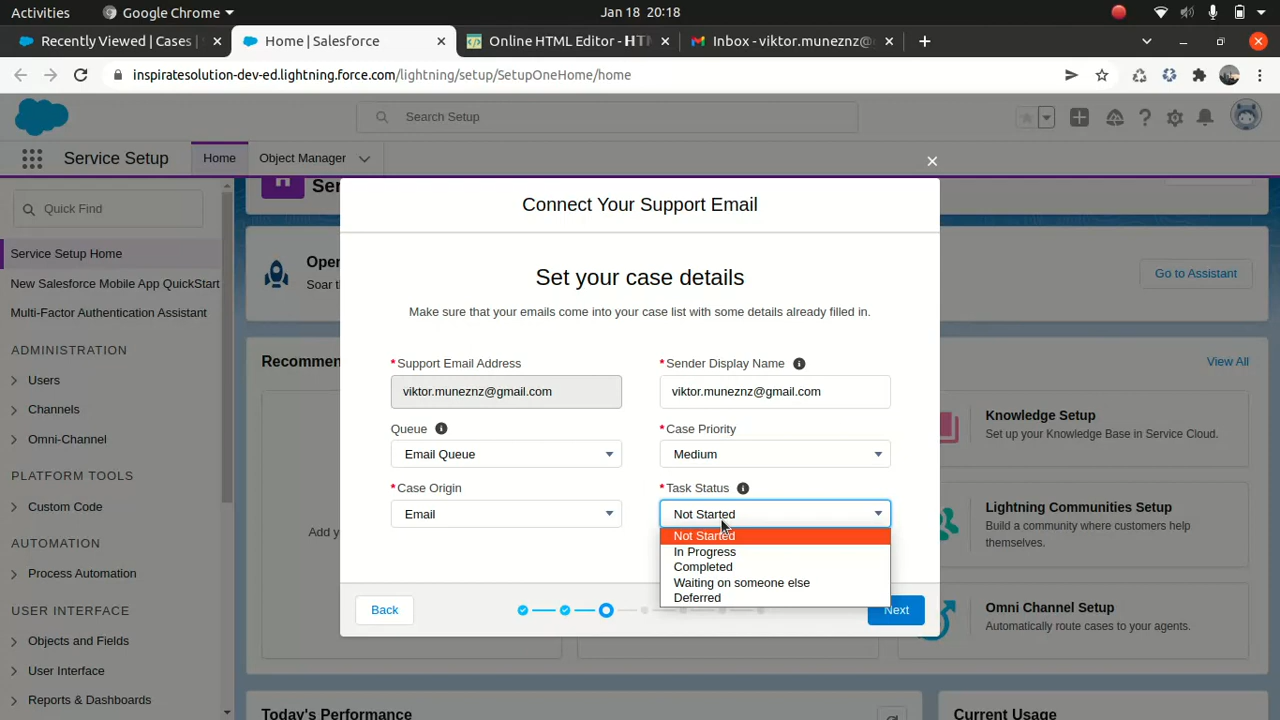 Activities
Google Chrome
Jan 18 20:18
Recently Viewed | Cases |
Home | Salesforce
Online HTML Editor - HTM
Inbox - viktor.muneznz@
inspiratesolution-dev-ed.lightning.force.com/lightning/setup/SetupOneHome/home
Search Setup
Service Setup
Home
Object Manager
Quick Find
Ser
Connect Your Support Email
Service Setup Home
New Salesforce Mobile App QuickStart
Multi-Factor Authentication Assistant
ADMINISTRATION
Users
Channels
Omni-Channel
PLATFORM TOOLS
Custom Code
AUTOMATION
Process Automation
USER INTERFACE
Objects and Fields
User Interface
Reports & Dashboards
Oper
Soar t
Go to Assistant
Recommen
View All
Add yo
Set your case details
Make sure that your emails come into your case list with some details already filled in.
*Support Email Address
*Sender Display Name
viktor.muneznz@gmail.com
viktor.muneznz@gmail.com
Queue
*Case Priority
Email Queue
Medium
*Case Origin
*Task Status
Email
Not Started
Not Started
In Progress
Completed
Waiting on someone else
Deferred
Back
Next
Knowledge Setup
Set up your Knowledge Base in Service Cloud.
Lightning Communities Setup
Build a community where customers help
themselves.
Omni Channel Setup
Automatically route cases to your agents.
Today's Performance
Current Usage